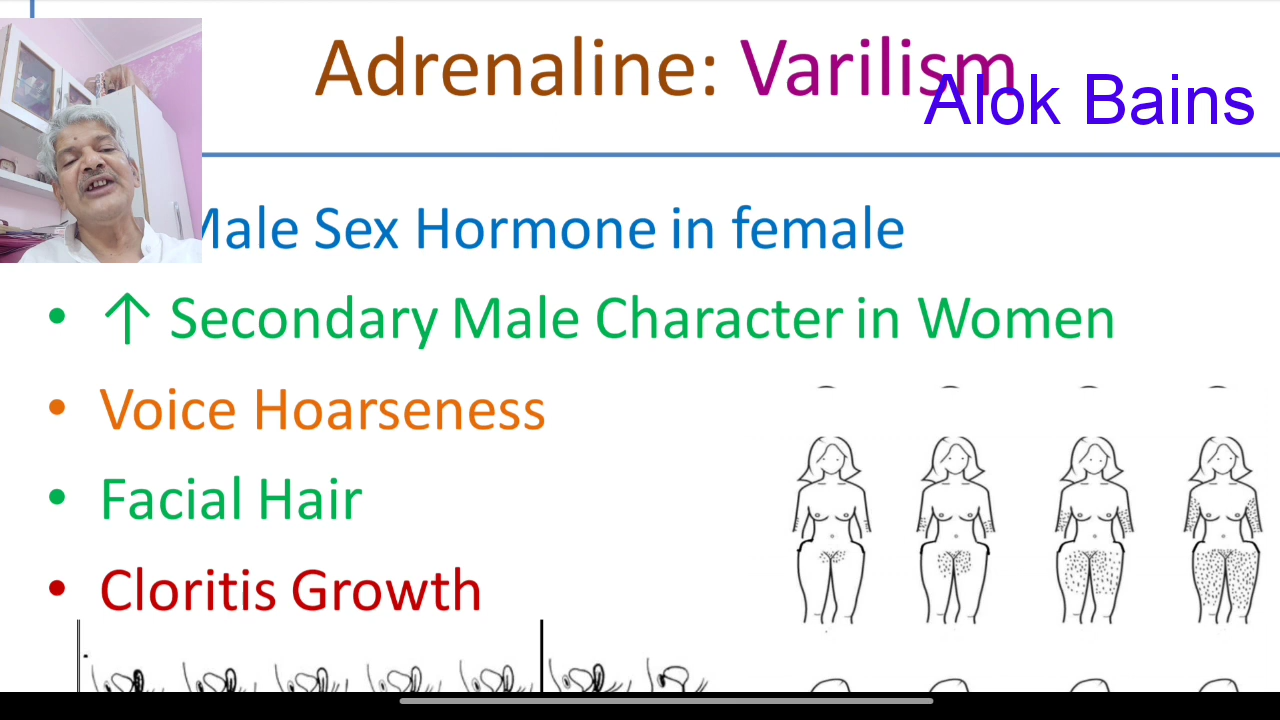 Adrenaline: Varilism
Alok Bains
Male Sex Hormone in female
• ↑ Secondary Male Character in Women
• Voice Hoarseness
• Facial Hair
• Cloritis Growth